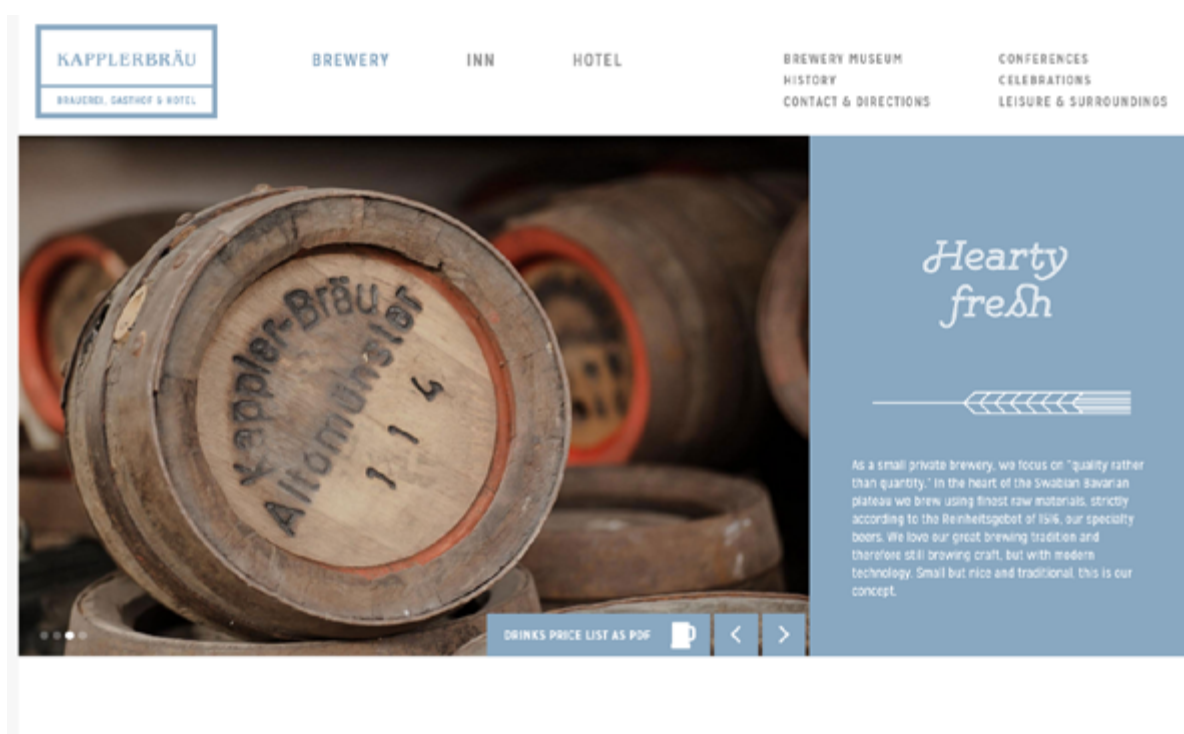 KAPPLERBRÄU
BRAUEREI, GASTHOF & HOTEL
BREWERY
INN
HOTEL
BREWERY MUSEUM
HISTORY
CONTACT & DIRECTIONS
CONFERENCES
CELEBRATIONS
LEISURE & SURROUNDINGS
Kappler-Bräu
Altomünster
114
Hearty
fresh
As a small private brewery, we focus on "quality rather
than quantity." In the heart of the Swabian Bavarian
plateau we brew using finest raw materials, strictly
according to the Reinheitsgebot of 1516, our specialty
beers. We love our great brewing tradition and
therefore still brewing craft, but with modern
technology. Small but nice and traditional, this is our
concept.
DRINKS PRICE LIST AS PDF